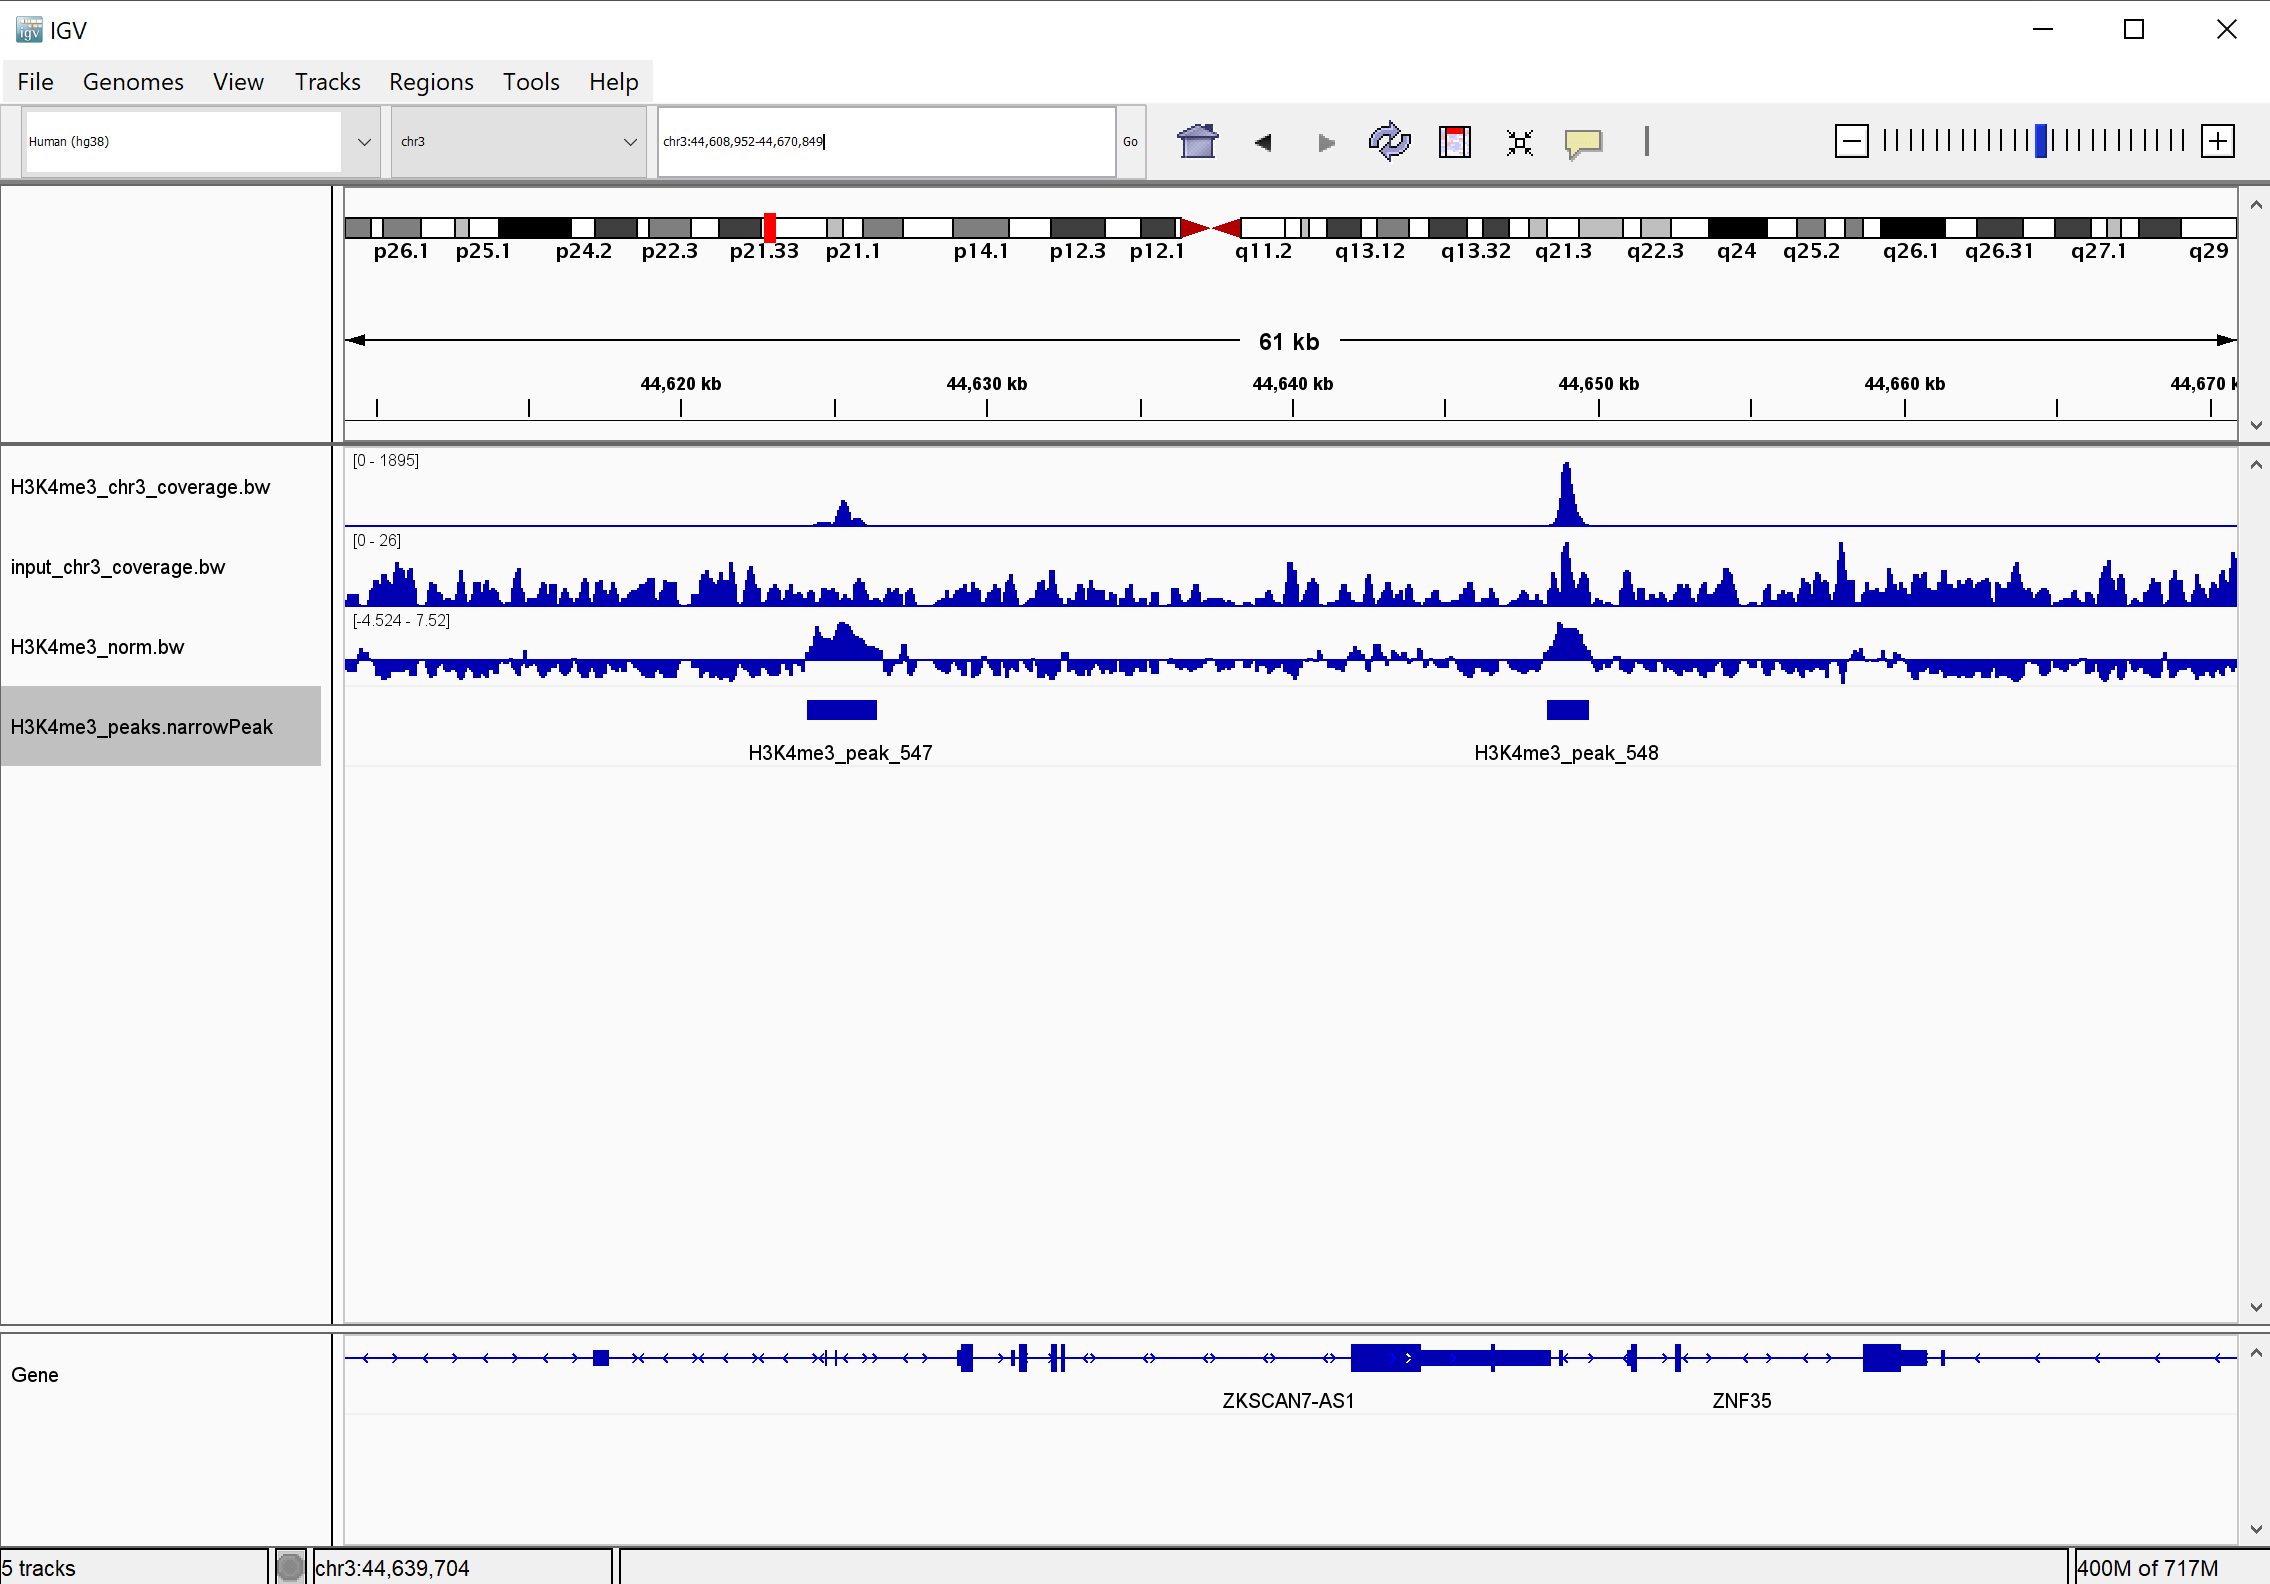 igv IGV
File Genomes View Tracks Regions Tools Help
Human (hg38) chr3 chr3:44,608,952-44,670,849 Go
p26.1 p25.1 p24.2 p22.3 p21.33 p21.1 p14.1 p12.3 p12.1 q11.2 q13.12 q13.32 q21.3 q22.3 q24 q25.2 q26.1 q26.31 q27.1 q29
61 kb
44,620 kb 44,630 kb 44,640 kb 44,650 kb 44,660 kb 44,670 k
[0 - 1895]
H3K4me3_chr3_coverage.bw
[0 - 26]
input_chr3_coverage.bw
[-4.524 - 7.52]
H3K4me3_norm.bw
H3K4me3_peaks.narrowPeak
H3K4me3_peak_547 H3K4me3_peak_548
Gene
ZKSCAN7-AS1 ZNF35
5 tracks chr3:44,639,704 400M of 717M